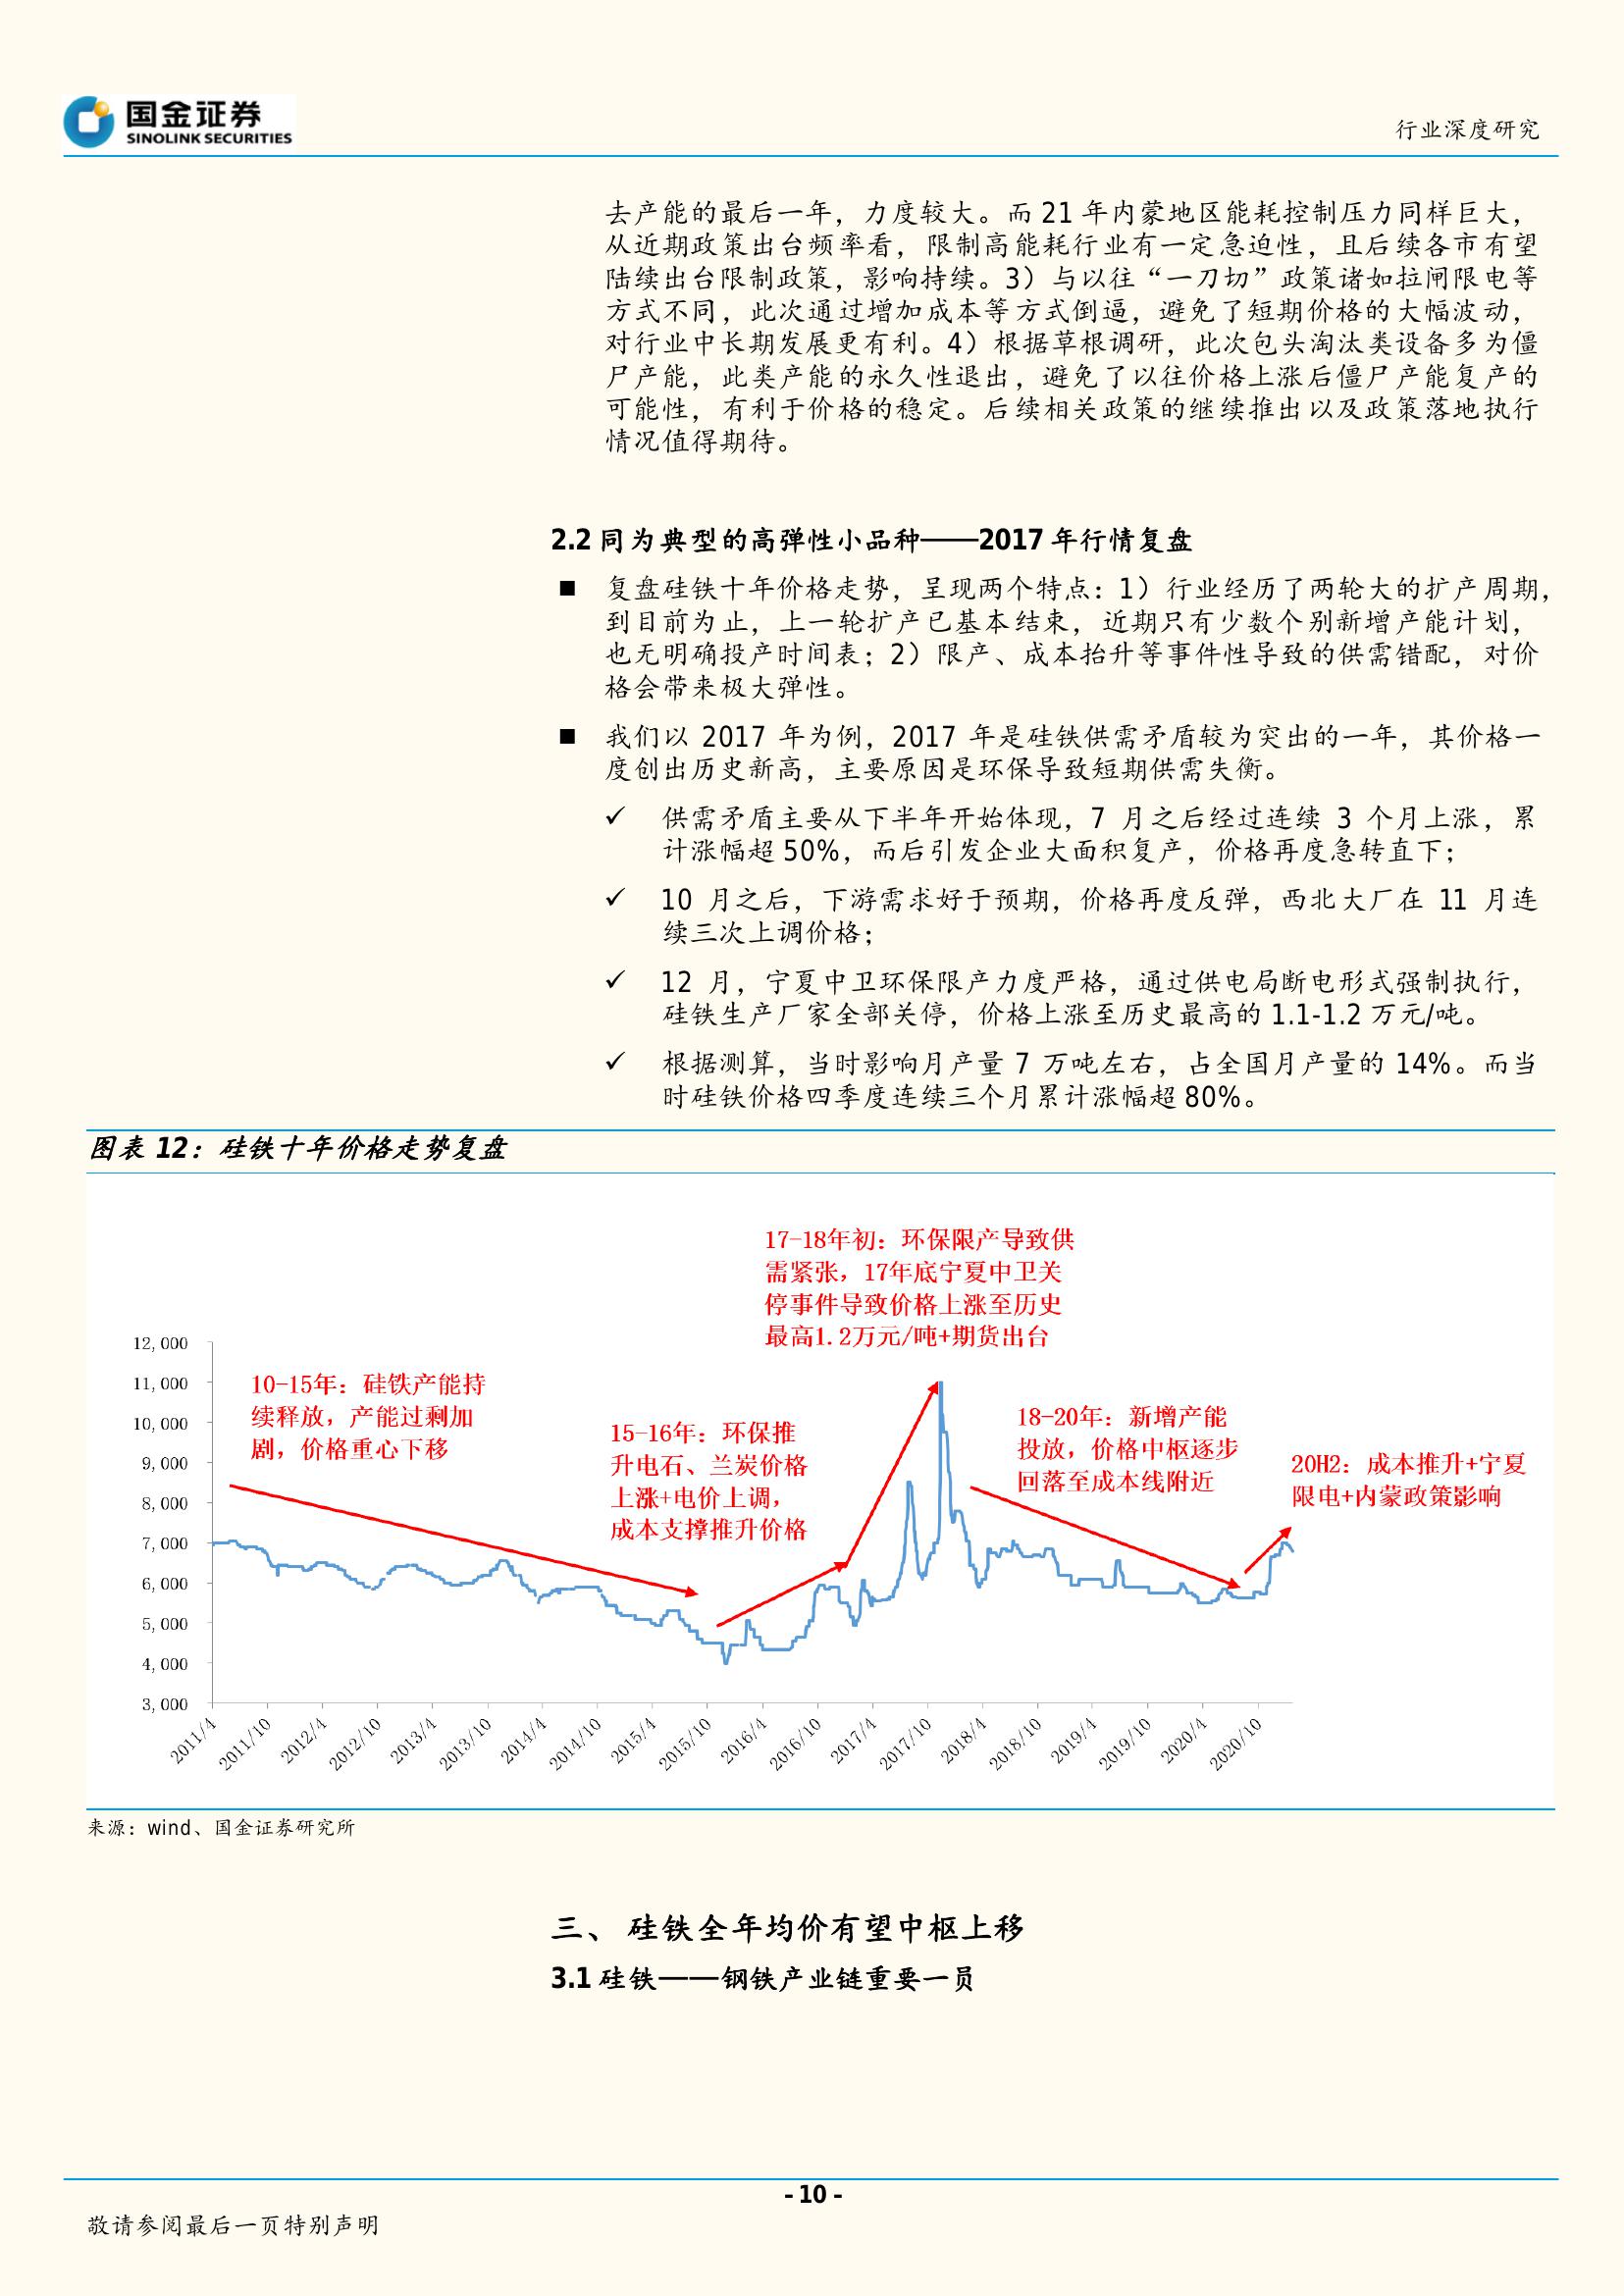 国金证券
SINOLINK SECURITIES
行业深度研究
去产能的最后一年，力度较大。而 21 年内蒙地区能耗控制压力同样巨大，
从近期政策出台频率看，限制高能耗行业有一定急迫性，且后续各市有望
陆续出台限制政策，影响持续。3）与以往“一刀切”政策诸如拉闸限电等
方式不同，此次通过增加成本等方式倒逼，避免了短期价格的大幅波动，
对行业中长期发展更有利。4）根据草根调研，此次包头淘汰类设备多为僵
尸产能，此类产能的永久性退出，避免了以往价格上涨后僵尸产能复产的
可能性，有利于价格的稳定。后续相关政策的继续推出以及政策落地执行
情况值得期待。
2.2 同为典型的高弹性小品种——2017 年行情复盘
■ 复盘硅铁十年价格走势，呈现两个特点：1）行业经历了两轮大的扩产周期，
到目前为止，上一轮扩产已基本结束，近期只有少数个别新增产能计划，
也无明确投产时间表；2）限产、成本抬升等事件性导致的供需错配，对价
格会带来极大弹性。
■ 我们以 2017 年为例，2017 年是硅铁供需矛盾较为突出的一年，其价格一
度创出历史新高，主要原因是环保导致短期供需失衡。
✓ 供需矛盾主要从下半年开始体现，7 月之后经过连续 3 个月上涨，累
计涨幅超 50%，而后引发企业大面积复产，价格再度急转直下；
✓ 10 月之后，下游需求好于预期，价格再度反弹，西北大厂在 11 月连
续三次上调价格；
✓ 12 月，宁夏中卫环保限产力度严格，通过供电局断电形式强制执行，
硅铁生产厂家全部关停，价格上涨至历史最高的 1.1-1.2 万元/吨。
✓ 根据测算，当时影响月产量 7 万吨左右，占全国月产量的 14%。而当
时硅铁价格四季度连续三个月累计涨幅超 80%。
图表 12：硅铁十年价格走势复盘
17-18年初：环保限产导致供
需紧张，17年底宁夏中卫关
停事件导致价格上涨至历史
最高1.2万元/吨+期货出台
10-15年：硅铁产能持
续释放，产能过剩加
剧，价格重心下移
15-16年：环保推
升电石、兰炭价格
上涨+电价上调，
成本支撑推升价格
18-20年：新增产能
投放，价格中枢逐步
回落至成本线附近
20H2：成本推升+宁夏
限电+内蒙政策影响
12,000
11,000
10,000
9,000
8,000
7,000
6,000
5,000
4,000
3,000
2011/4
2011/10
2012/4
2012/10
2013/4
2013/10
2014/4
2014/10
2015/4
2015/10
2016/4
2016/10
2017/4
2017/10
2018/4
2018/10
2019/4
2019/10
2020/4
2020/10
来源：wind、国金证券研究所
三、 硅铁全年均价有望中枢上移
3.1 硅铁——钢铁产业链重要一员
- 10 -
敬请参阅最后一页特别声明